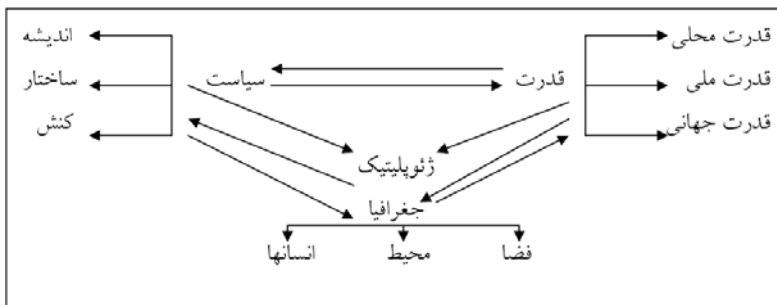 قدرت محلی
اندیشه
قدرت ملی
قدرت
سیاست
ساختار
قدرت جهانی
کنش
ژئوپلیتیک
جغرافیا
فضا
محیط
انسانها